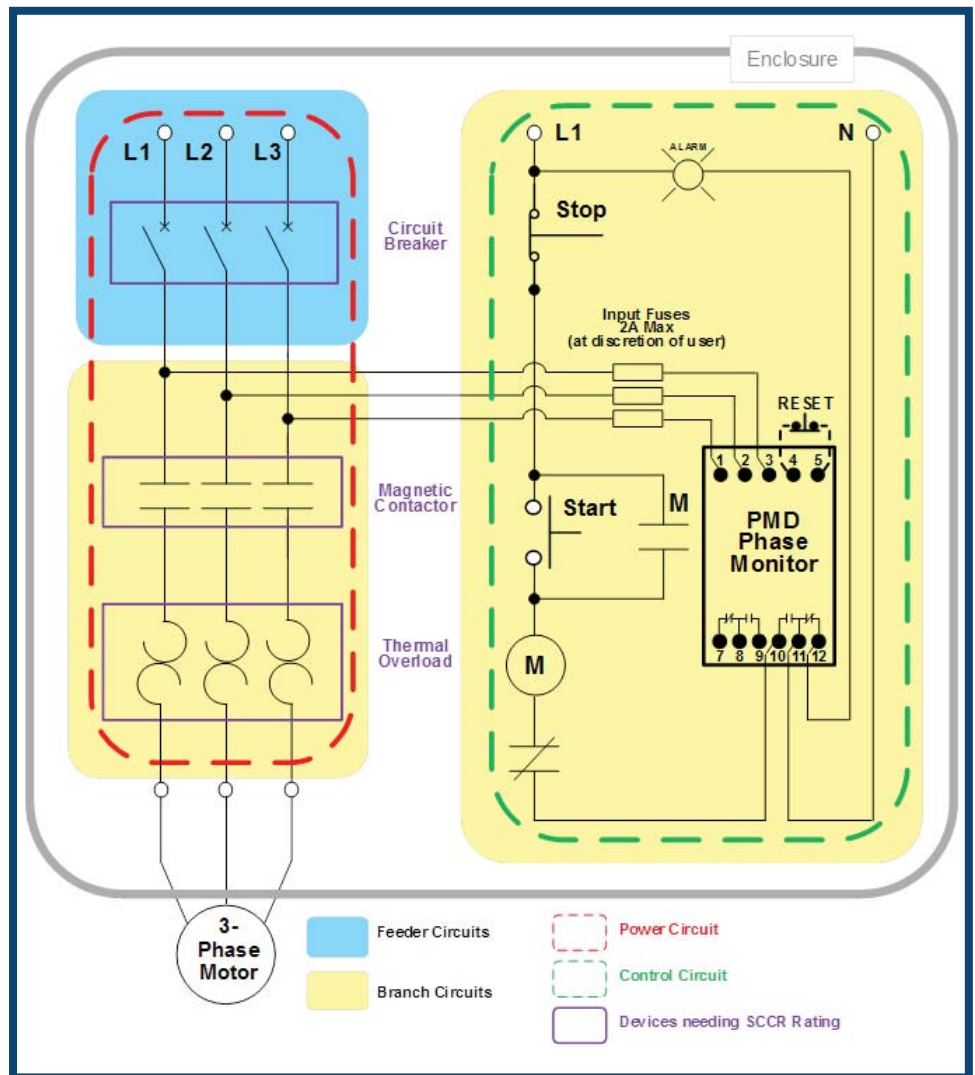 Enclosure
L1 L2 L3
Circuit
Breaker
Magnetic
Contactor
Thermal
Overload
3-
Phase
Motor
L1
N
ALARM
Stop
Input Fuses
2A Max
(at discretion of user)
RESET
1 2 3 4 5
Start
M
PMD
Phase
Monitor
7 8 9 10 11 12
M
Feeder Circuits
Branch Circuits
Power Circuit
Control Circuit
Devices needing SCCR Rating